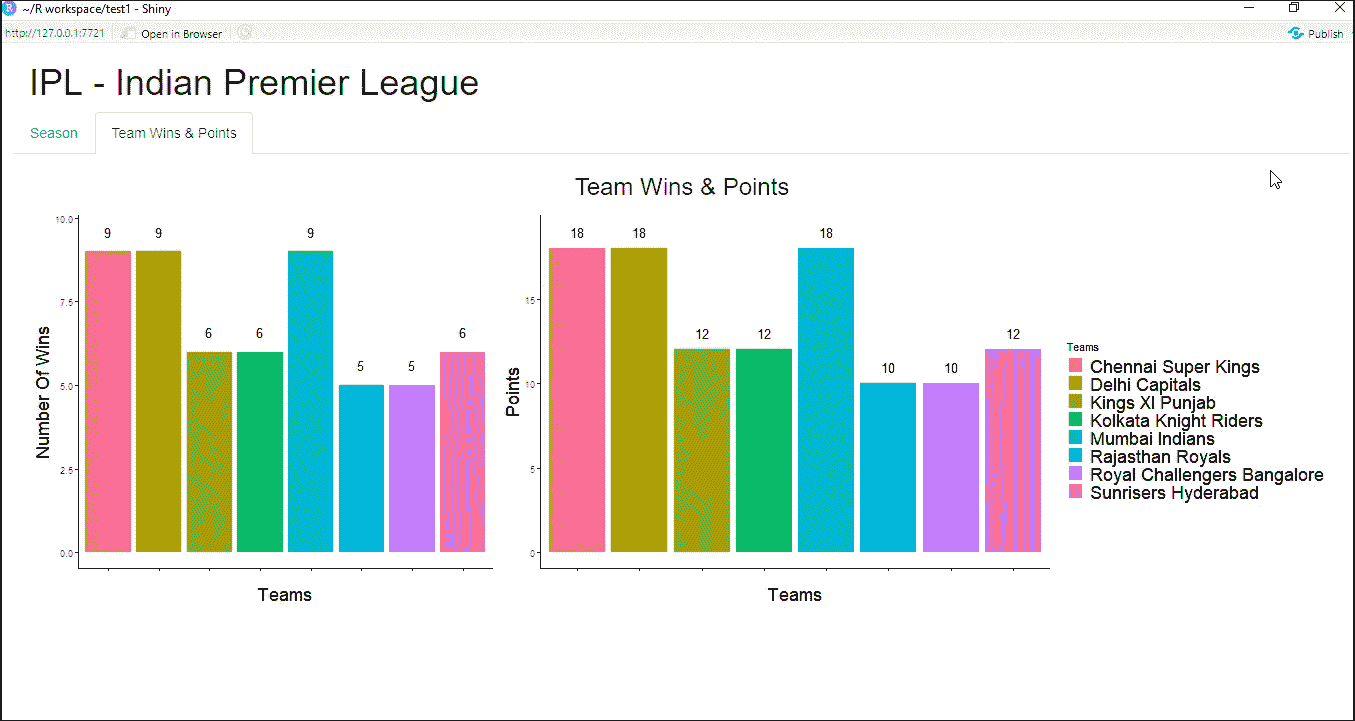 ~/R workspace/test1 - Shiny
http://127.0.0.1:7721 Open in Browser Publish
IPL - Indian Premier League
Season Team Wins & Points
Team Wins & Points
Number Of Wins
10.0
7.5
5.0
2.5
0.0
9 9 6 6 9 5 5 6
Teams
Points
15
10
5
0
18 18 12 12 18 10 10 12
Teams
Teams
Chennai Super Kings
Delhi Capitals
Kings XI Punjab
Kolkata Knight Riders
Mumbai Indians
Rajasthan Royals
Royal Challengers Bangalore
Sunrisers Hyderabad